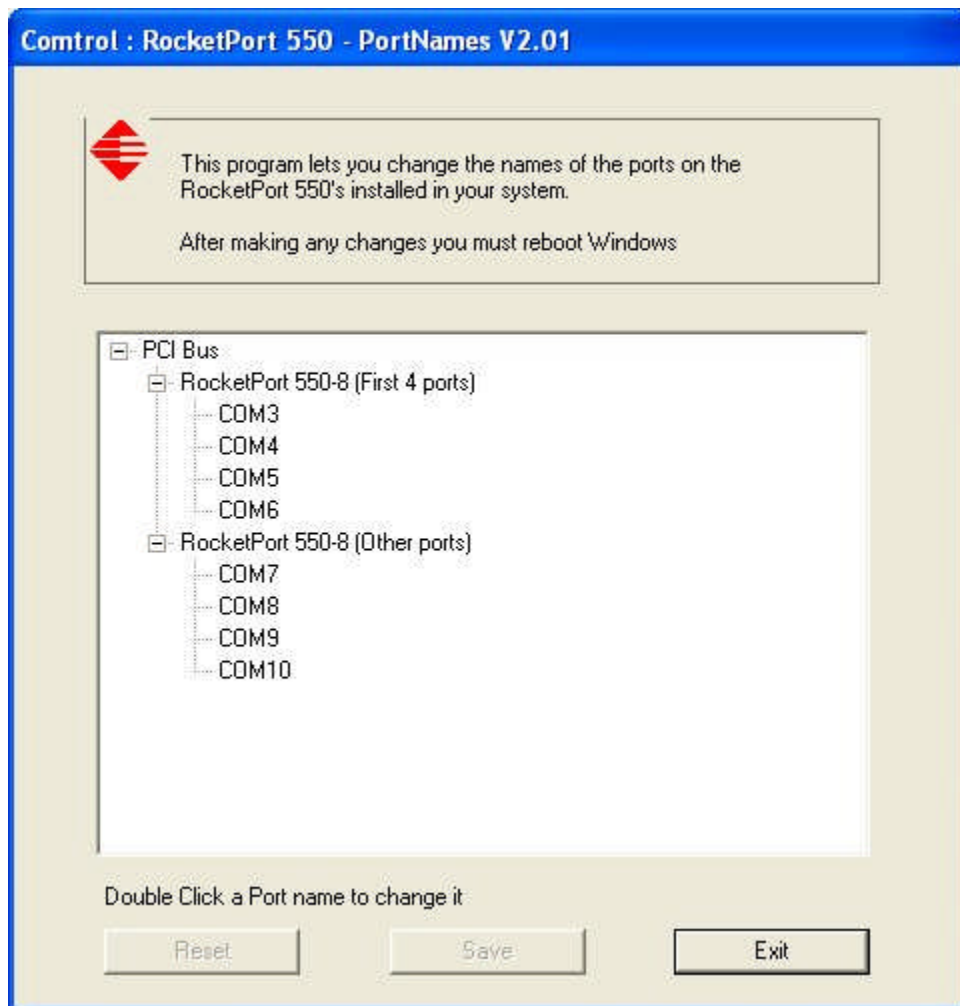 Comtrol : RocketPort 550 - PortNames V2.01
This program lets you change the names of the ports on the
RocketPort 550's installed in your system.
After making any changes you must reboot Windows
PCI Bus
RocketPort 550-8 (First 4 ports)
COM3
COM4
COM5
COM6
RocketPort 550-8 (Other ports)
COM7
COM8
COM9
COM10
Double Click a Port name to change it
Reset Save Exit